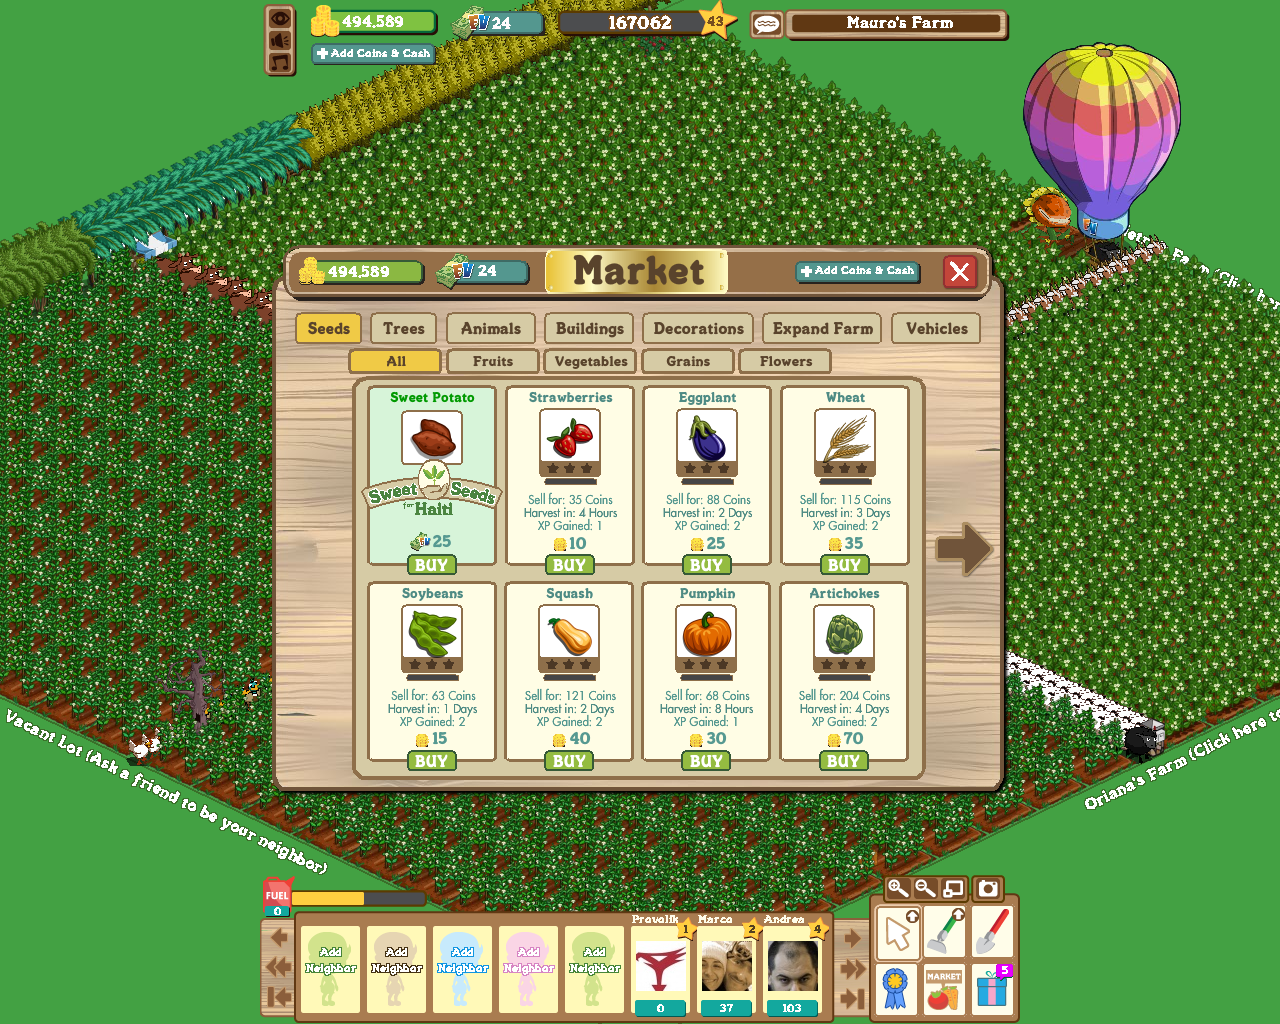 494,589
FV 24
167062
43
Mauro's Farm
Add Coins & Cash
494,589
FV 24
Market
Add Coins & Cash
Seeds
Trees
Animals
Buildings
Decorations
Expand Farm
Vehicles
All
Fruits
Vegetables
Grains
Flowers
Sweet Potato
Sweet Seeds
for Haiti
25
BUY
Strawberries
Sell for: 35 Coins
Harvest in: 4 Hours
XP Gained: 1
10
BUY
Eggplant
Sell for: 88 Coins
Harvest in: 2 Days
XP Gained: 2
25
BUY
Wheat
Sell for: 115 Coins
Harvest in: 3 Days
XP Gained: 2
35
BUY
Soybeans
Sell for: 63 Coins
Harvest in: 1 Days
XP Gained: 2
15
BUY
Squash
Sell for: 121 Coins
Harvest in: 2 Days
XP Gained: 2
40
BUY
Pumpkin
Sell for: 68 Coins
Harvest in: 8 Hours
XP Gained: 1
30
BUY
Artichokes
Sell for: 204 Coins
Harvest in: 4 Days
XP Gained: 2
70
BUY
Vacant Lot (Ask a friend to be your neighbor)
Oriana's Farm (Click here to
FUEL
0
Add
Neighbor
Add
Neighbor
Add
Neighbor
Add
Neighbor
Add
Neighbor
Pravalik
1
0
Marco
2
37
Andrea
4
103
MARKET
5